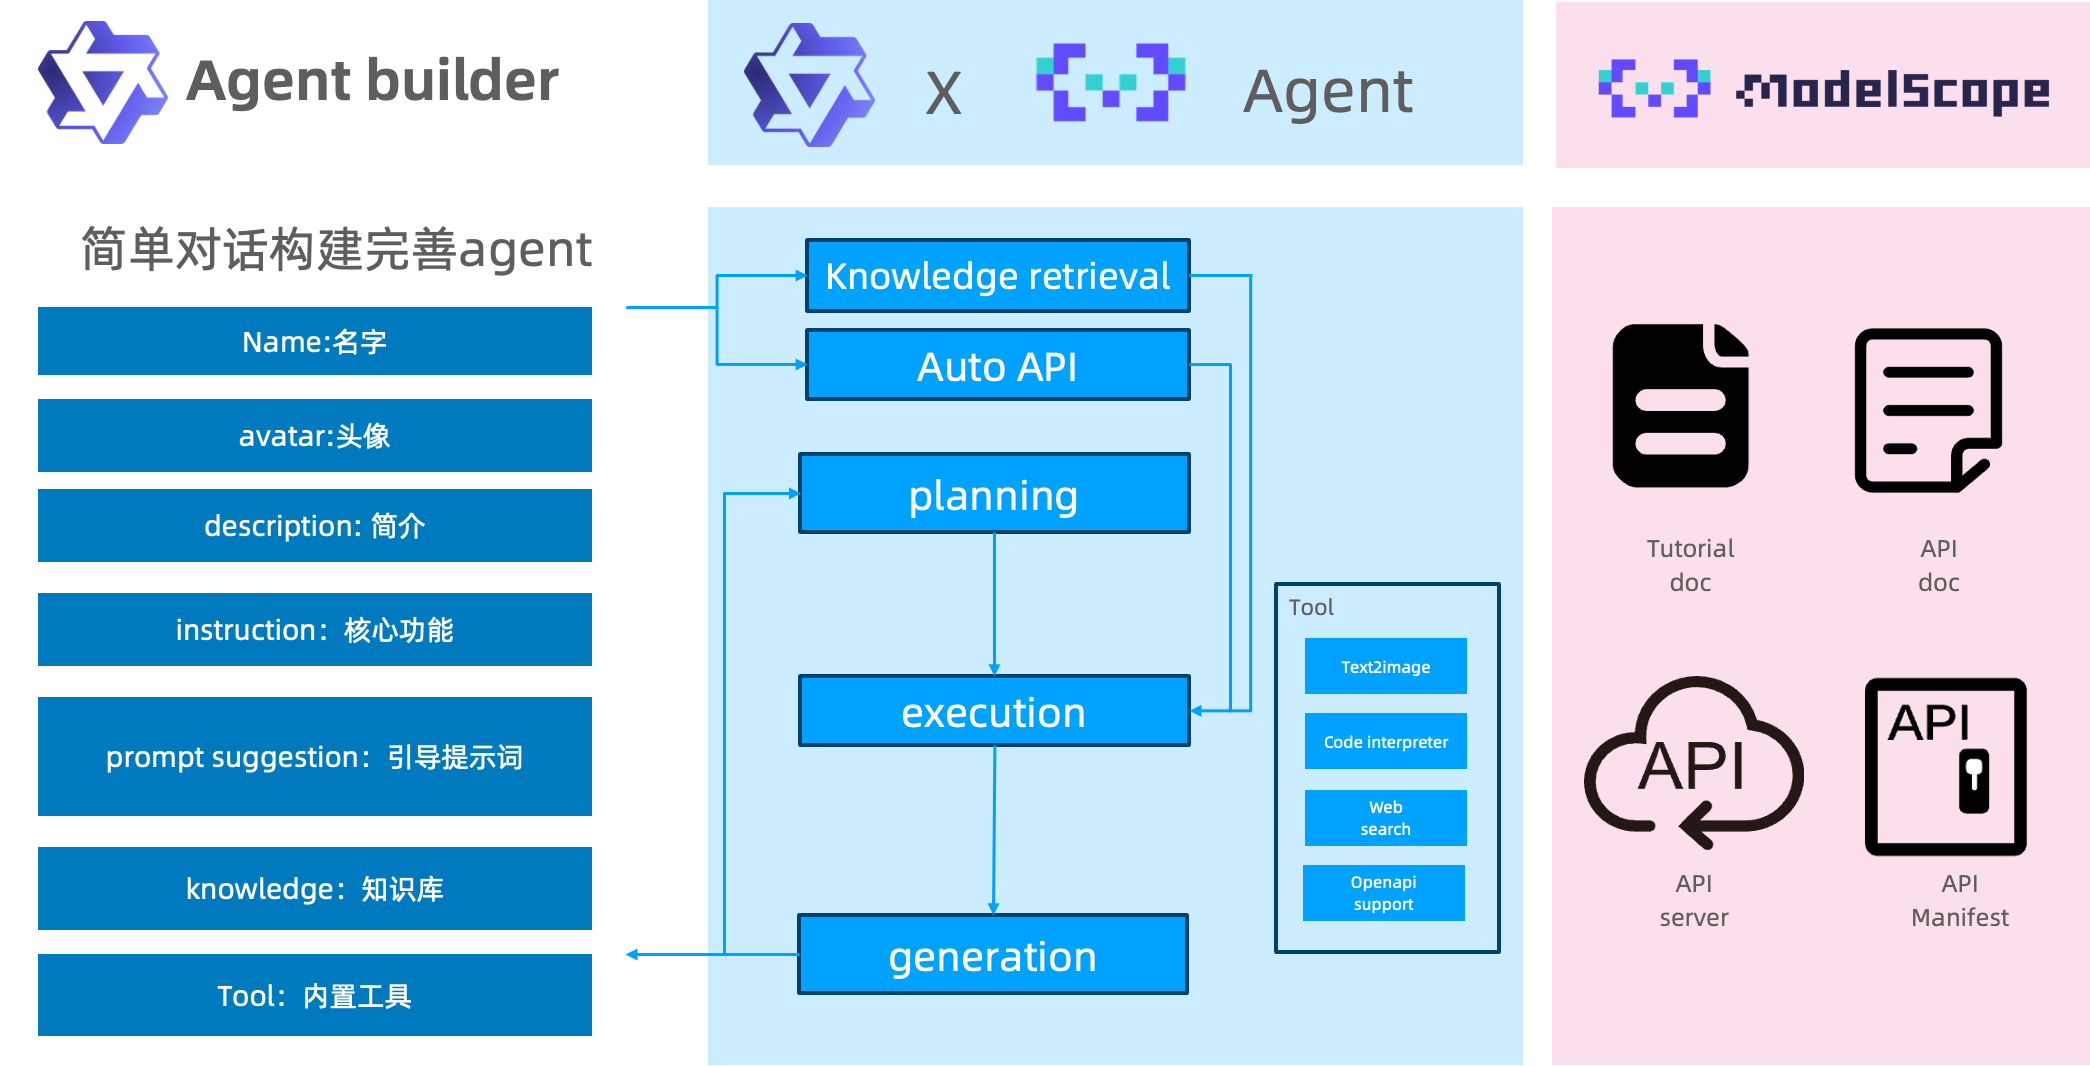 Agent builder
简单对话构建完善agent
Name:名字
avatar:头像
description: 简介
instruction：核心功能
prompt suggestion：引导提示词
knowledge：知识库
Tool：内置工具
X Agent
Knowledge retrieval
Auto API
planning
execution
generation
Tool
Text2image
Code interpreter
Web
search
Openapi
support
ModelScope
Tutorial
doc
API
doc
API
API
server
API
API
Manifest